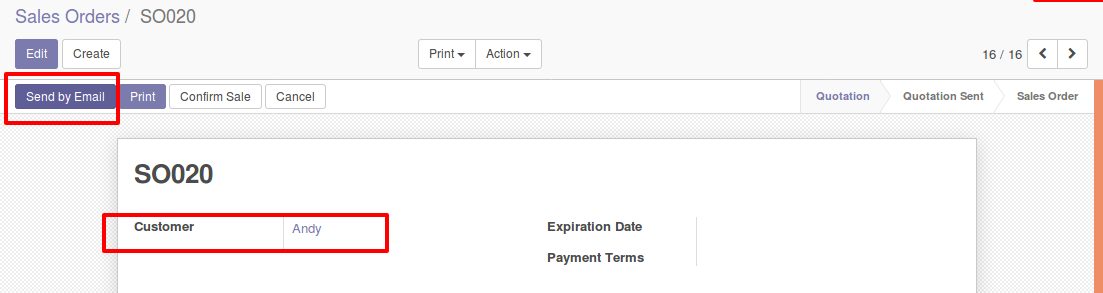 Sales Orders / SO020
Edit Create Print Action 16 / 16
Send by Email Print Confirm Sale Cancel Quotation Quotation Sent Sales Order
SO020
Customer Andy Expiration Date
Payment Terms